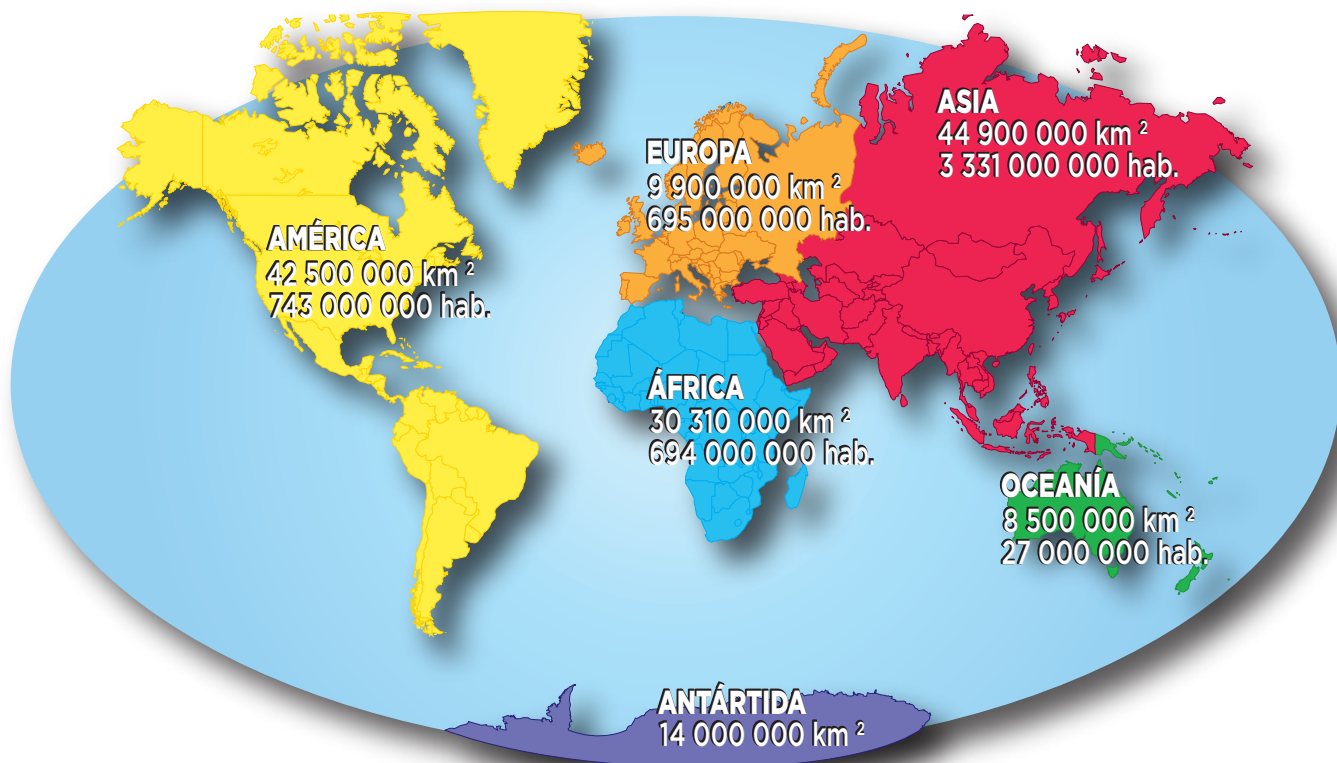 ASIA
44 900 000 km 2
3 331 000 000 hab.
EUROPA
9 900 000 km 2
695 000 000 hab.
AMÉRICA
42 500 000 km 2
743 000 000 hab.
ÁFRICA
30 310 000 km 2
694 000 000 hab.
OCEANÍA
8 500 000 km 2
27 000 000 hab.
ANTÁRTIDA
14 000 000 km 2